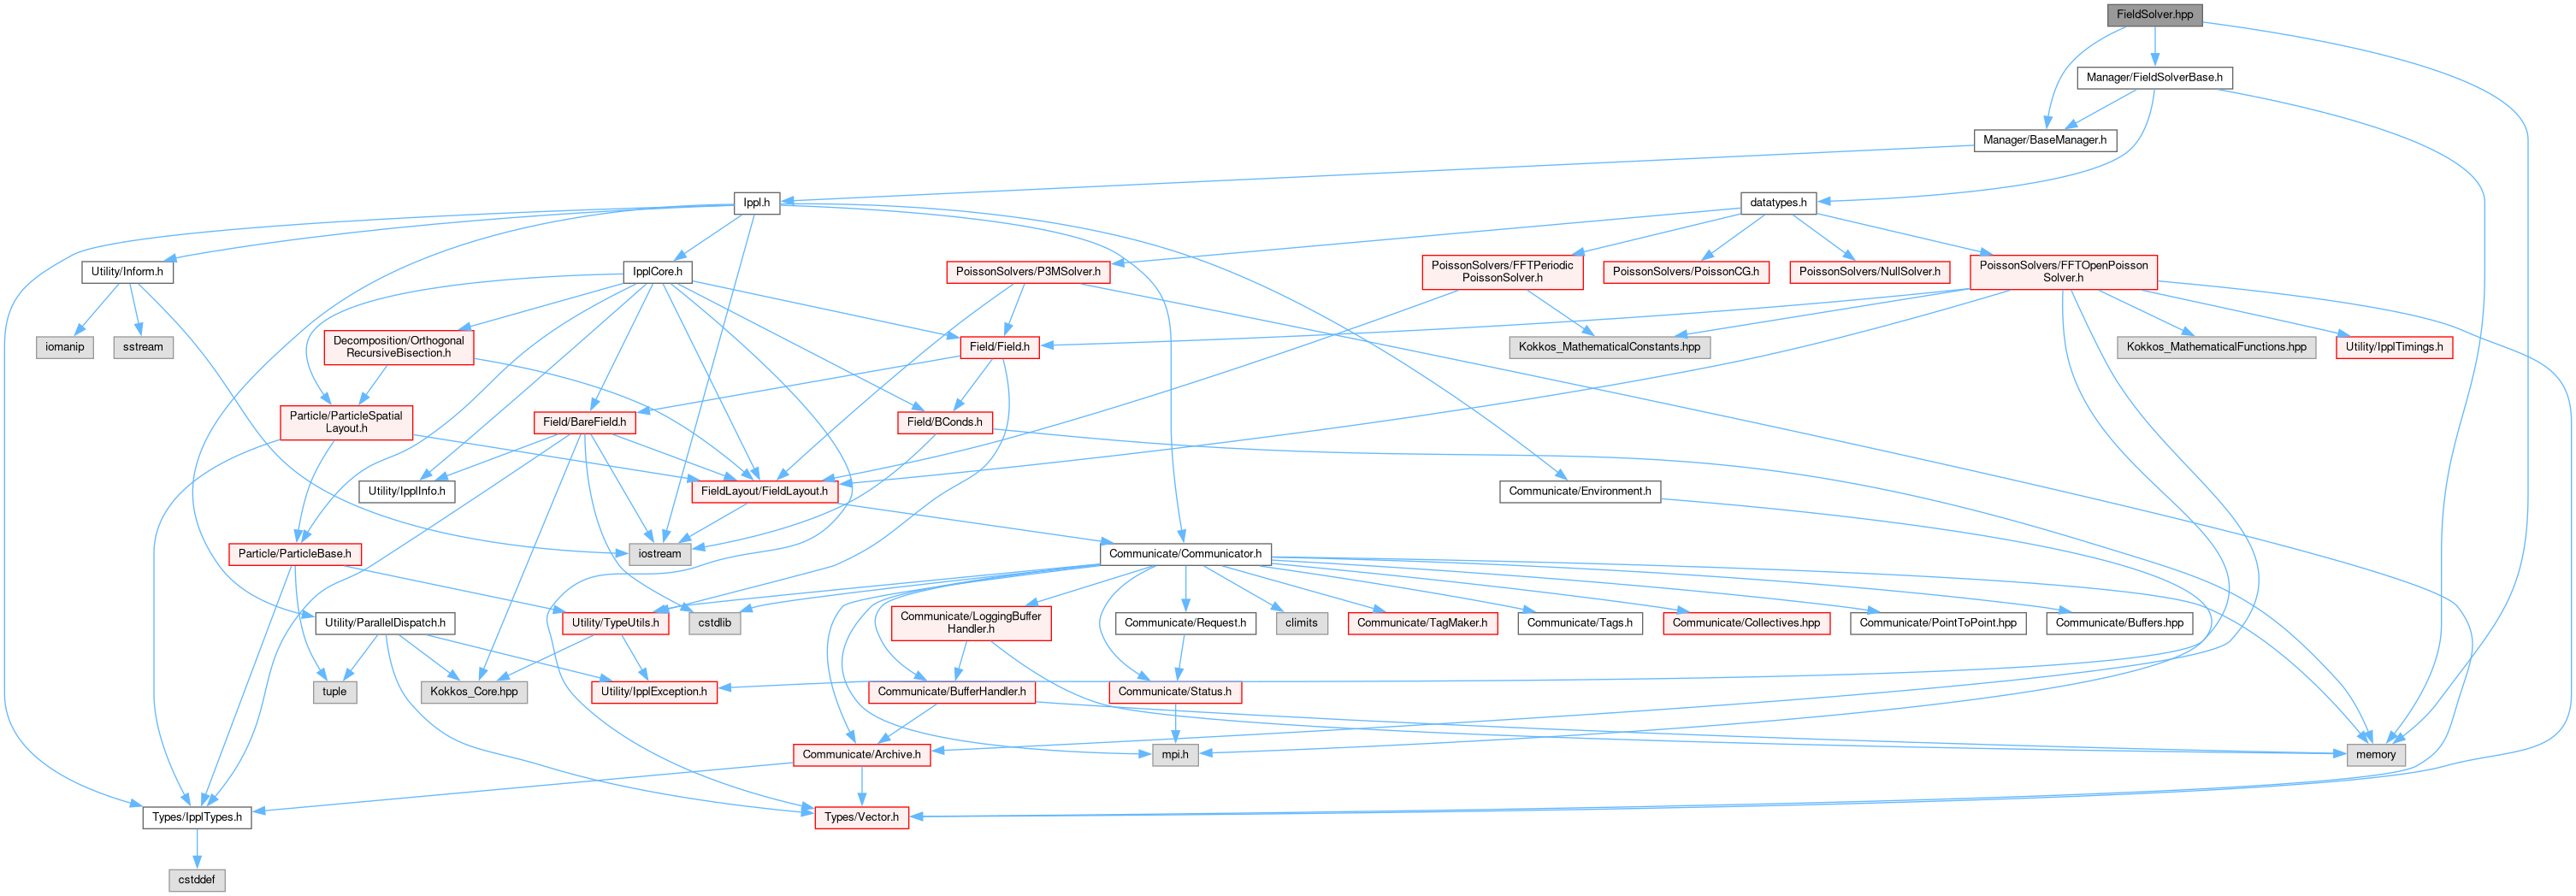 FieldSolver.hpp
Manager/FieldSolverBase.h
Manager/BaseManager.h
Ippl.h
datatypes.h
Utility/Inform.h
IpplCore.h
PoissonSolvers/P3MSolver.h
PoissonSolvers/FFTPeriodic
PoissonSolver.h
PoissonSolvers/PoissonCG.h
PoissonSolvers/NullSolver.h
PoissonSolvers/FFTOpenPoisson
Solver.h
iomanip
sstream
Decomposition/Orthogonal
RecursiveBisection.h
Field/Field.h
Kokkos_MathematicalConstants.hpp
Kokkos_MathematicalFunctions.hpp
Utility/IpplTimings.h
Particle/ParticleSpatial
Layout.h
Field/BareField.h
Field/BConds.h
Utility/IpplInfo.h
FieldLayout/FieldLayout.h
Communicate/Environment.h
Particle/ParticleBase.h
iostream
Communicate/Communicator.h
Utility/ParallelDispatch.h
Utility/TypeUtils.h
cstdlib
Communicate/LoggingBuffer
Handler.h
Communicate/Request.h
climits
Communicate/TagMaker.h
Communicate/Tags.h
Communicate/Collectives.hpp
Communicate/PointToPoint.hpp
Communicate/Buffers.hpp
tuple
Kokkos_Core.hpp
Utility/IpplException.h
Communicate/BufferHandler.h
Communicate/Status.h
Communicate/Archive.h
mpi.h
memory
Types/IpplTypes.h
Types/Vector.h
cstddef